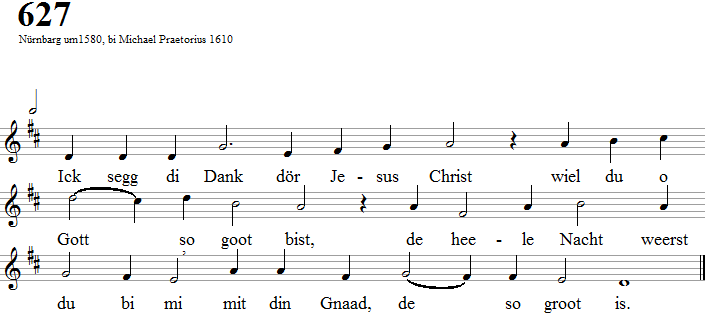 627
Nürnbarg um1580, bi Michael Praetorius 1610
Ick segg di Dank dör Je - sus Christ wiel du o
Gott so goot bist, de hee - le Nacht weerst
2
du bi mi mit din Gnaad, de so groot is.